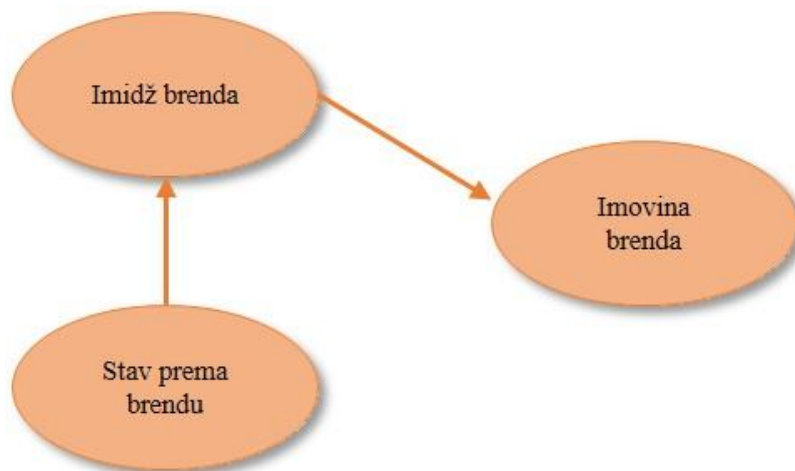 Imidž brenda
Imovina
brenda
Stav prema
brendu